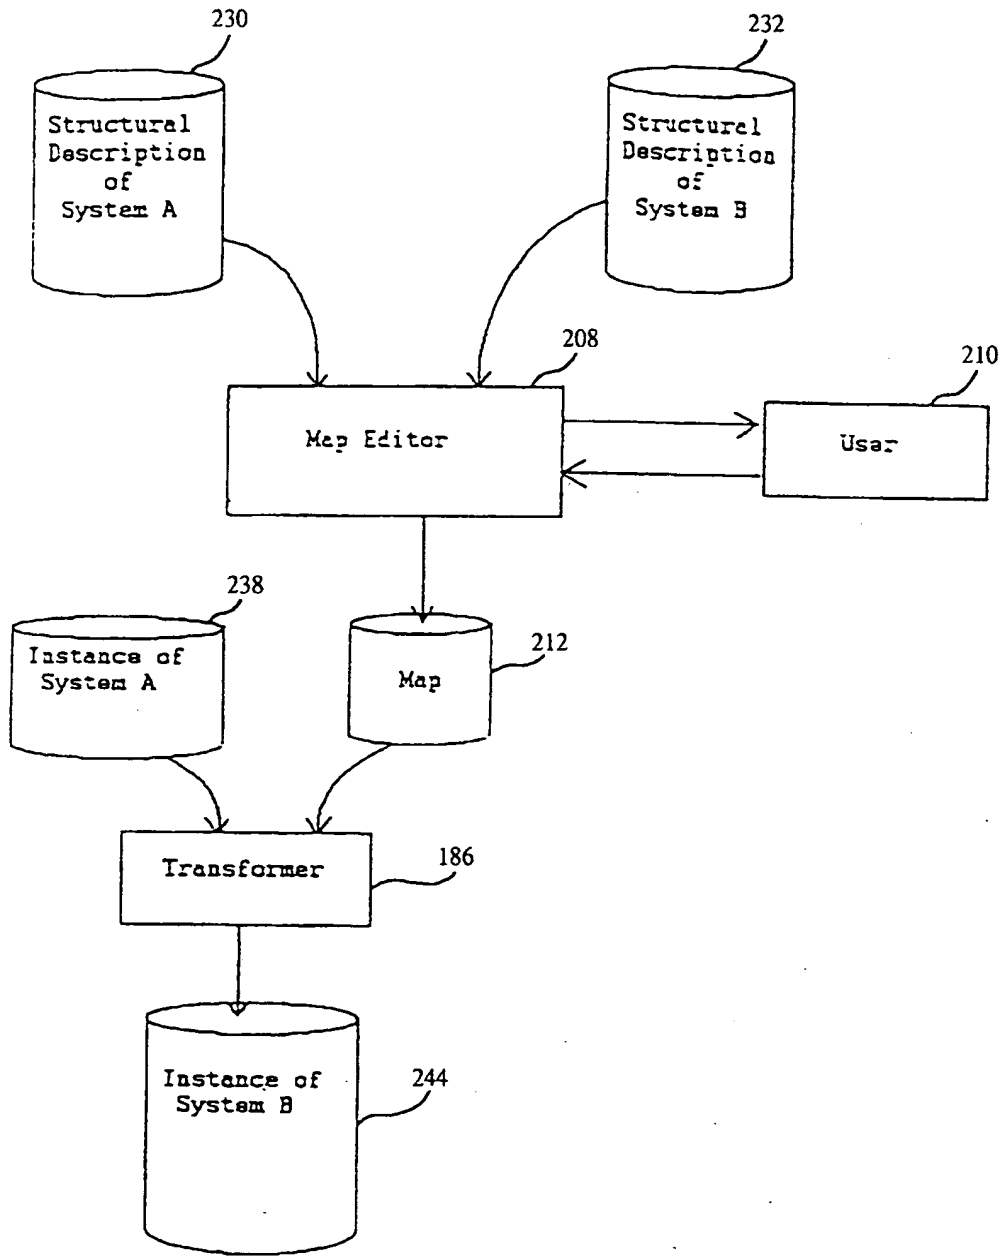 230
232
Structural
Description
of
System A
Structural
Description
of
System B
208
210
Map Editor
User
238
212
Instance of
System A
Map
Transformer
186
Instance of
System B
244